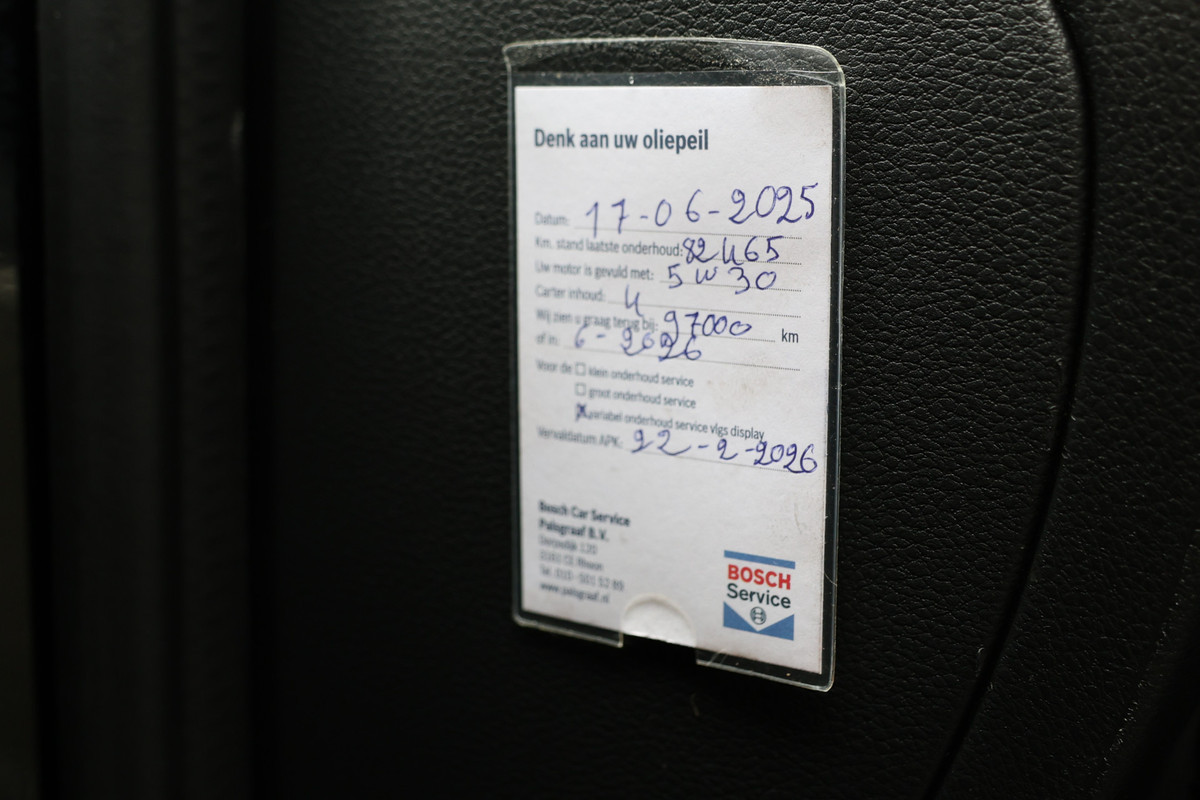 Denk aan uw oliepeil
Datum: 17-06-2025
Km. stand laatste onderhoud: 82465
Uw motor is gevuld met: 5W30
Carter inhoud: 4
Wij zien u graag terug bij: 97000 km
of in: 6-2026
Voor de klein onderhoud service
groot onderhoud service
variabel onderhoud service vlgs display
Vervaldatum APK: 22-2-2026
Bosch Car Service
Palsgraaf B.V.
www.palsgraaf.nl
BOSCH
Service